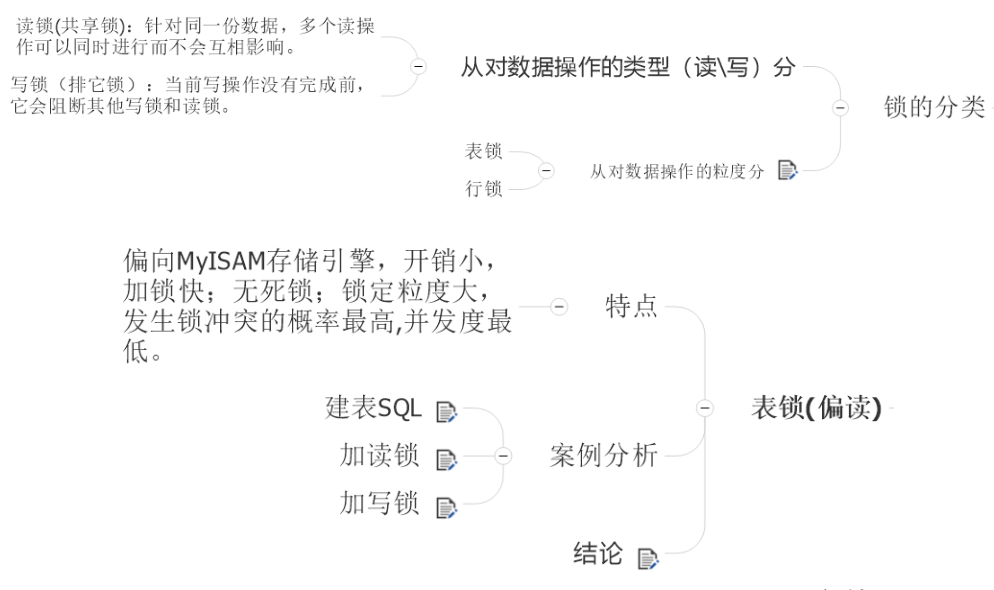 读锁(共享锁)：针对同一份数据，多个读操
作可以同时进行而不会互相影响。
写锁（排它锁）：当前写操作没有完成前，
它会阻断其他写锁和读锁。
从对数据操作的类型（读\写）分
锁的分类
表锁
行锁
从对数据操作的粒度分
偏向MyISAM存储引擎，开销小，
加锁快；无死锁；锁定粒度大，
发生锁冲突的概率最高,并发度最
低。
特点
表锁(偏读)
建表SQL
加读锁
加写锁
案例分析
结论